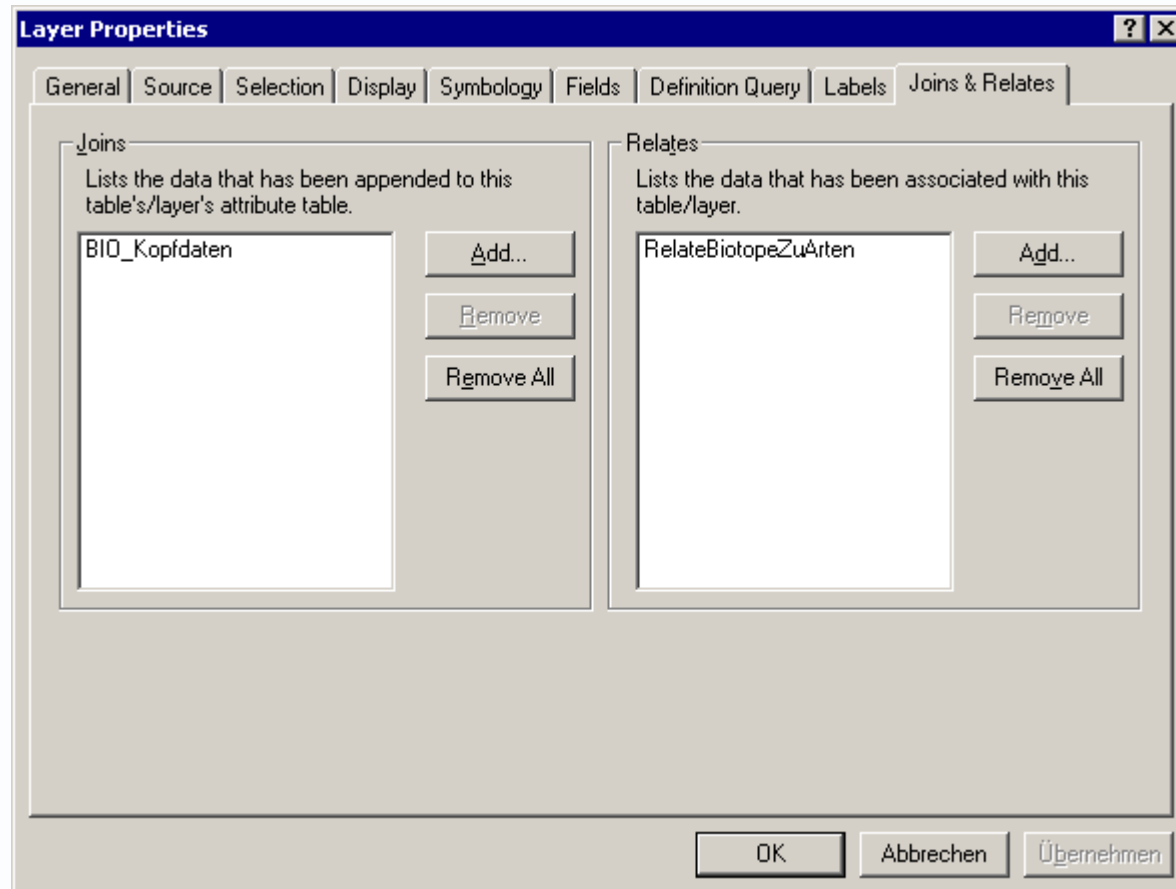 Layer Properties
General Source Selection Display Symbology Fields Definition Query Labels Joins & Relates
Joins
Lists the data that has been appended to this
table's/layer's attribute table.
BIO_Kopfdaten
Add...
Remove
Remove All
Relates
Lists the data that has been associated with this
table/layer.
RelateBiotopeZuArten
Add...
Remove
Remove All
OK Abbrechen Übernehmen